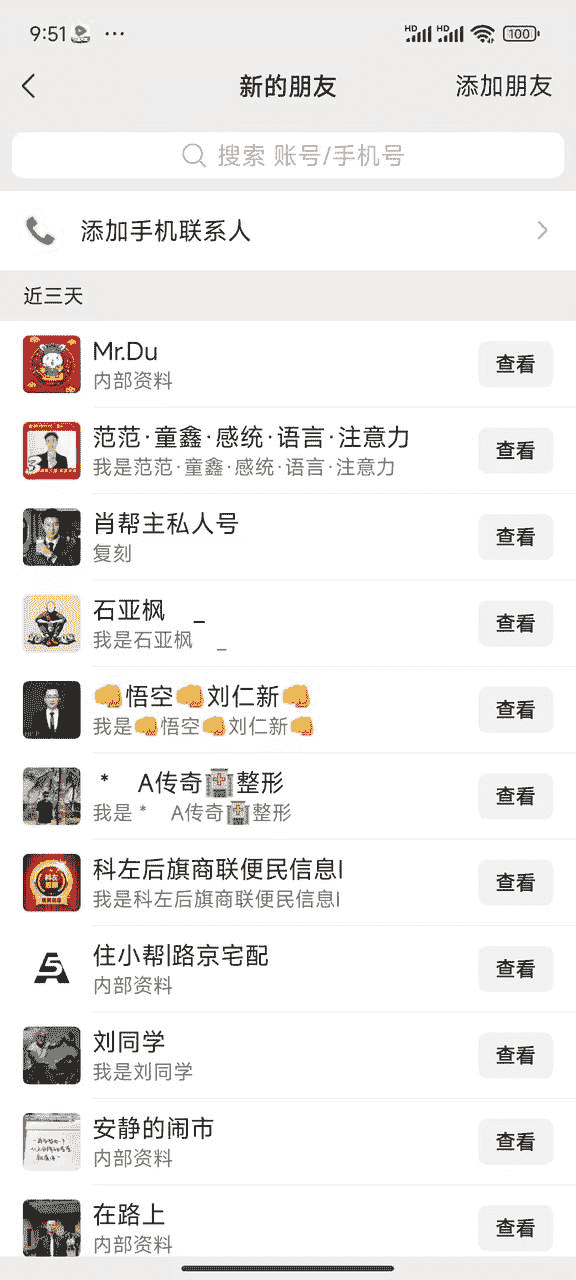 9:51 ···
HD HD 100
新的朋友
添加朋友
搜索 账号/手机号
添加手机联系人
近三天
Mr.Du
内部资料
查看
范范·童鑫·感统·语言·注意力
我是范范·童鑫·感统·语言·注意力
查看
肖帮主私人号
复刻
查看
石亚枫 _
我是石亚枫 _
查看
👊悟空👊刘仁新👊
我是👊悟空👊刘仁新👊
查看
* A传奇🏥整形
我是 * A传奇🏥整形
查看
科左后旗商联便民信息l
我是科左后旗商联便民信息l
查看
住小帮|路京宅配
内部资料
查看
刘同学
我是刘同学
查看
安静的闹市
内部资料
查看
在路上
内部资料
查看